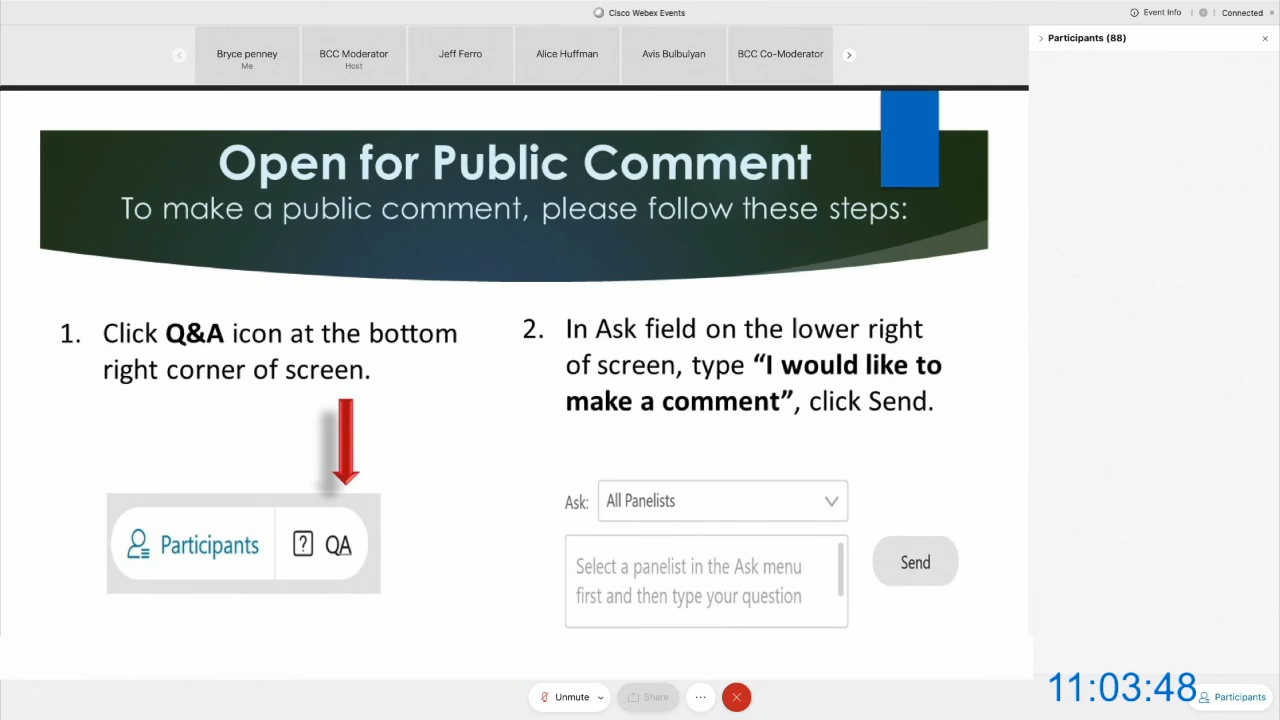 Cisco Webex Events
Event Info
Connected
Bryce penney
Me
BCC Moderator
Host
Jeff Ferro
Alice Huffman
Avis Bulbulyan
BCC Co-Moderator
Participants (88)
Open for Public Comment
To make a public comment, please follow these steps:
1. Click Q&A icon at the bottom
right corner of screen.
2. In Ask field on the lower right
of screen, type “I would like to
make a comment”, click Send.
Participants
? QA
Ask: All Panelists
Select a panelist in the Ask menu
first and then type your question
Send
Unmute
Share
11:03:48
Participants